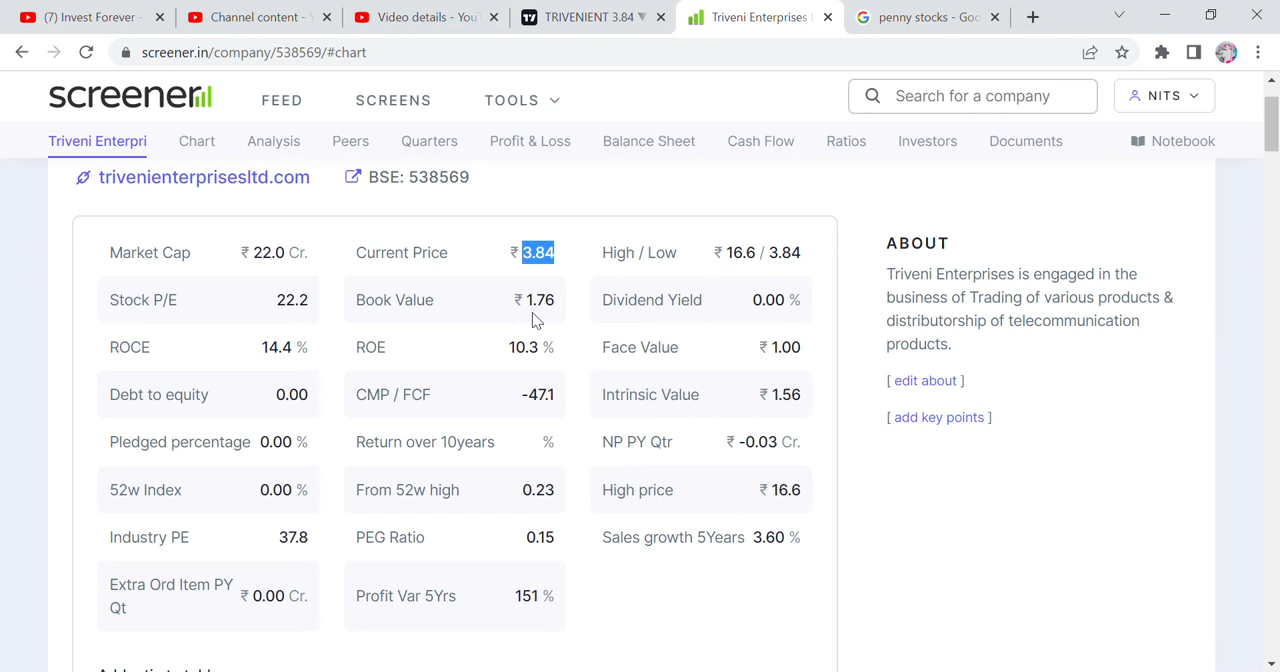 (7) Invest Forever -
Channel content - Y
Video details - YouT
TRIVENIENT 3.84 ▼
Triveni Enterprises
penny stocks - Goo
screener.in/company/538569/#chart
screener
FEED
SCREENS
TOOLS
Search for a company
NITS
Triveni Enterpri
Chart
Analysis
Peers
Quarters
Profit & Loss
Balance Sheet
Cash Flow
Ratios
Investors
Documents
Notebook
trivenienterprisesltd.com
BSE: 538569
Market Cap ₹ 22.0 Cr.
Current Price ₹ 3.84
High / Low ₹ 16.6 / 3.84
Stock P/E 22.2
Book Value ₹ 1.76
Dividend Yield 0.00 %
ROCE 14.4 %
ROE 10.3 %
Face Value ₹ 1.00
Debt to equity 0.00
CMP / FCF -47.1
Intrinsic Value ₹ 1.56
Pledged percentage 0.00 %
Return over 10years %
NP PY Qtr ₹ -0.03 Cr.
52w Index 0.00 %
From 52w high 0.23
High price ₹ 16.6
Industry PE 37.8
PEG Ratio 0.15
Sales growth 5Years 3.60 %
Extra Ord Item PY
Qt ₹ 0.00 Cr.
Profit Var 5Yrs 151 %
ABOUT
Triveni Enterprises is engaged in the
business of Trading of various products &
distributorship of telecommunication
products.
[ edit about ]
[ add key points ]